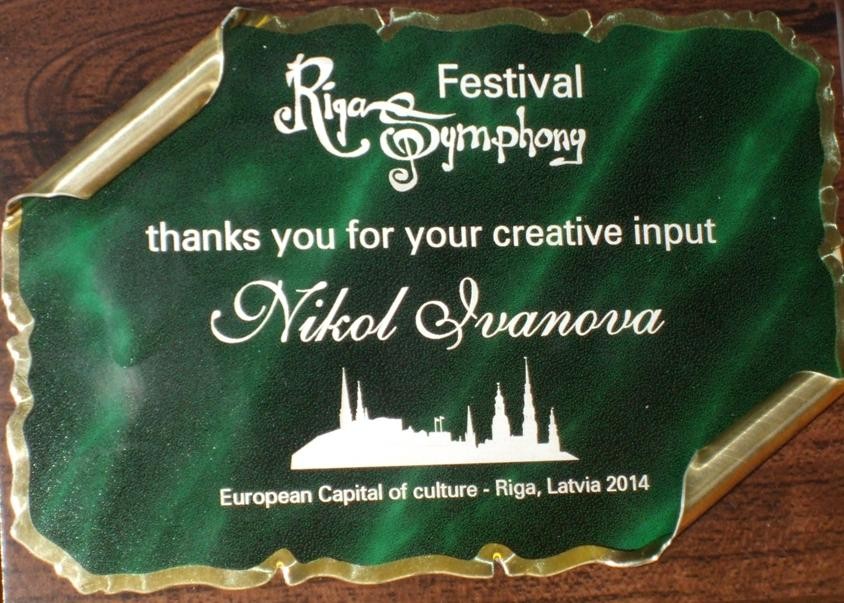 Festival
Riga Symphony
thanks you for your creative input
Nikol Ivanova
European Capital of culture - Riga, Latvia 2014